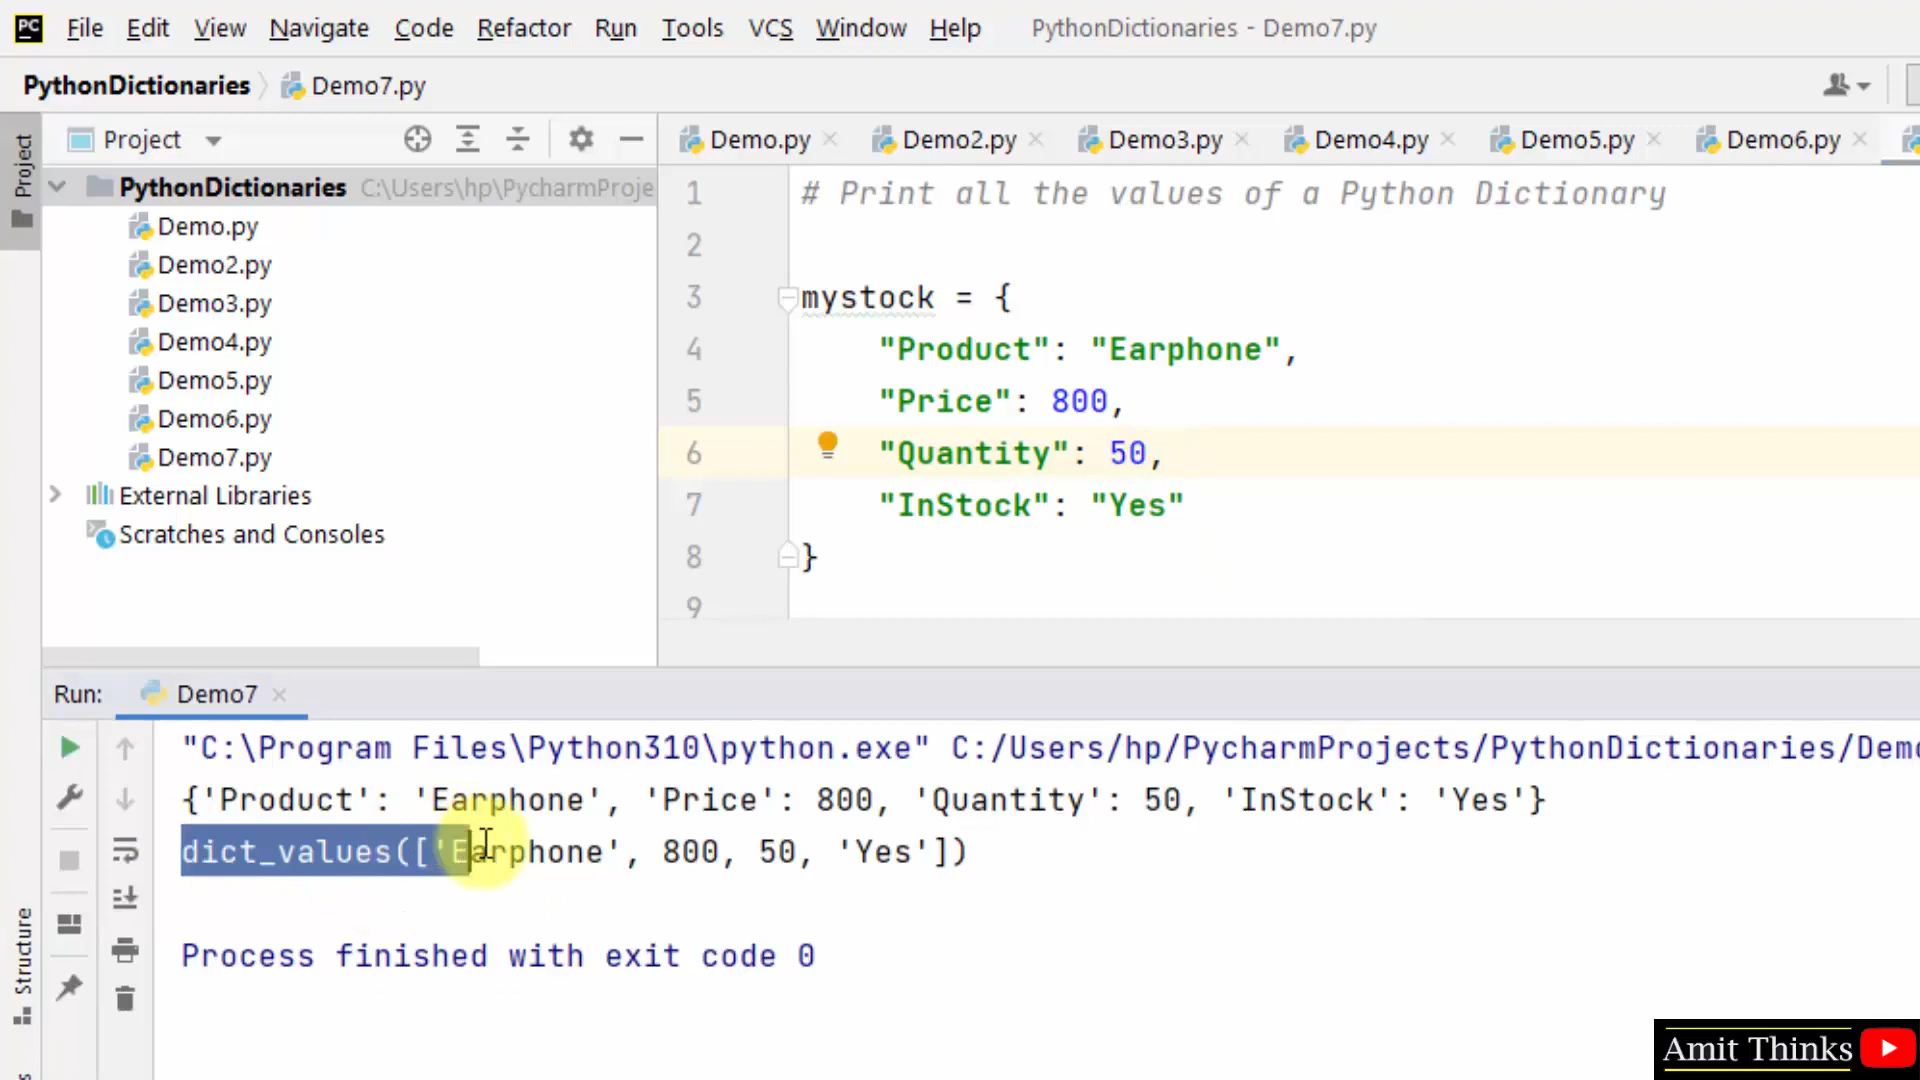 PC File Edit View Navigate Code Refactor Run Tools VCS Window Help PythonDictionaries - Demo7.py
PythonDictionaries Demo7.py
Project
Project
Demo.py Demo2.py Demo3.py Demo4.py Demo5.py Demo6.py
PythonDictionaries C:\Users\hp\PycharmProje
Demo.py
Demo2.py
Demo3.py
Demo4.py
Demo5.py
Demo6.py
Demo7.py
External Libraries
Scratches and Consoles
1 # Print all the values of a Python Dictionary
2
3 mystock = {
4 "Product": "Earphone",
5 "Price": 800,
6 "Quantity": 50,
7 "InStock": "Yes"
8 }
9
Run: Demo7
"C:\Program Files\Python310\python.exe" C:/Users/hp/PycharmProjects/PythonDictionaries/Demo
{'Product': 'Earphone', 'Price': 800, 'Quantity': 50, 'InStock': 'Yes'}
dict_values(['Earphone', 800, 50, 'Yes'])
Process finished with exit code 0
Structure
Amit Thinks